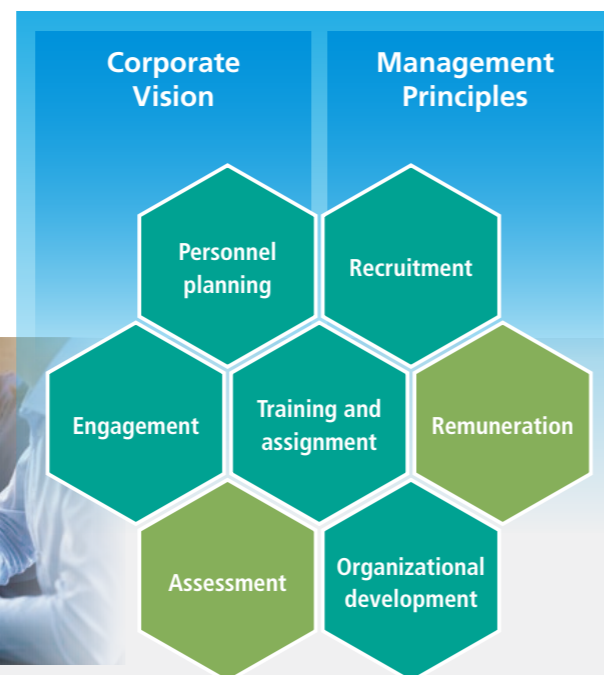 Corporate
Vision
Management
Principles
Personnel
planning
Recruitment
Engagement
Training and
assignment
Remuneration
Assessment
Organizational
development